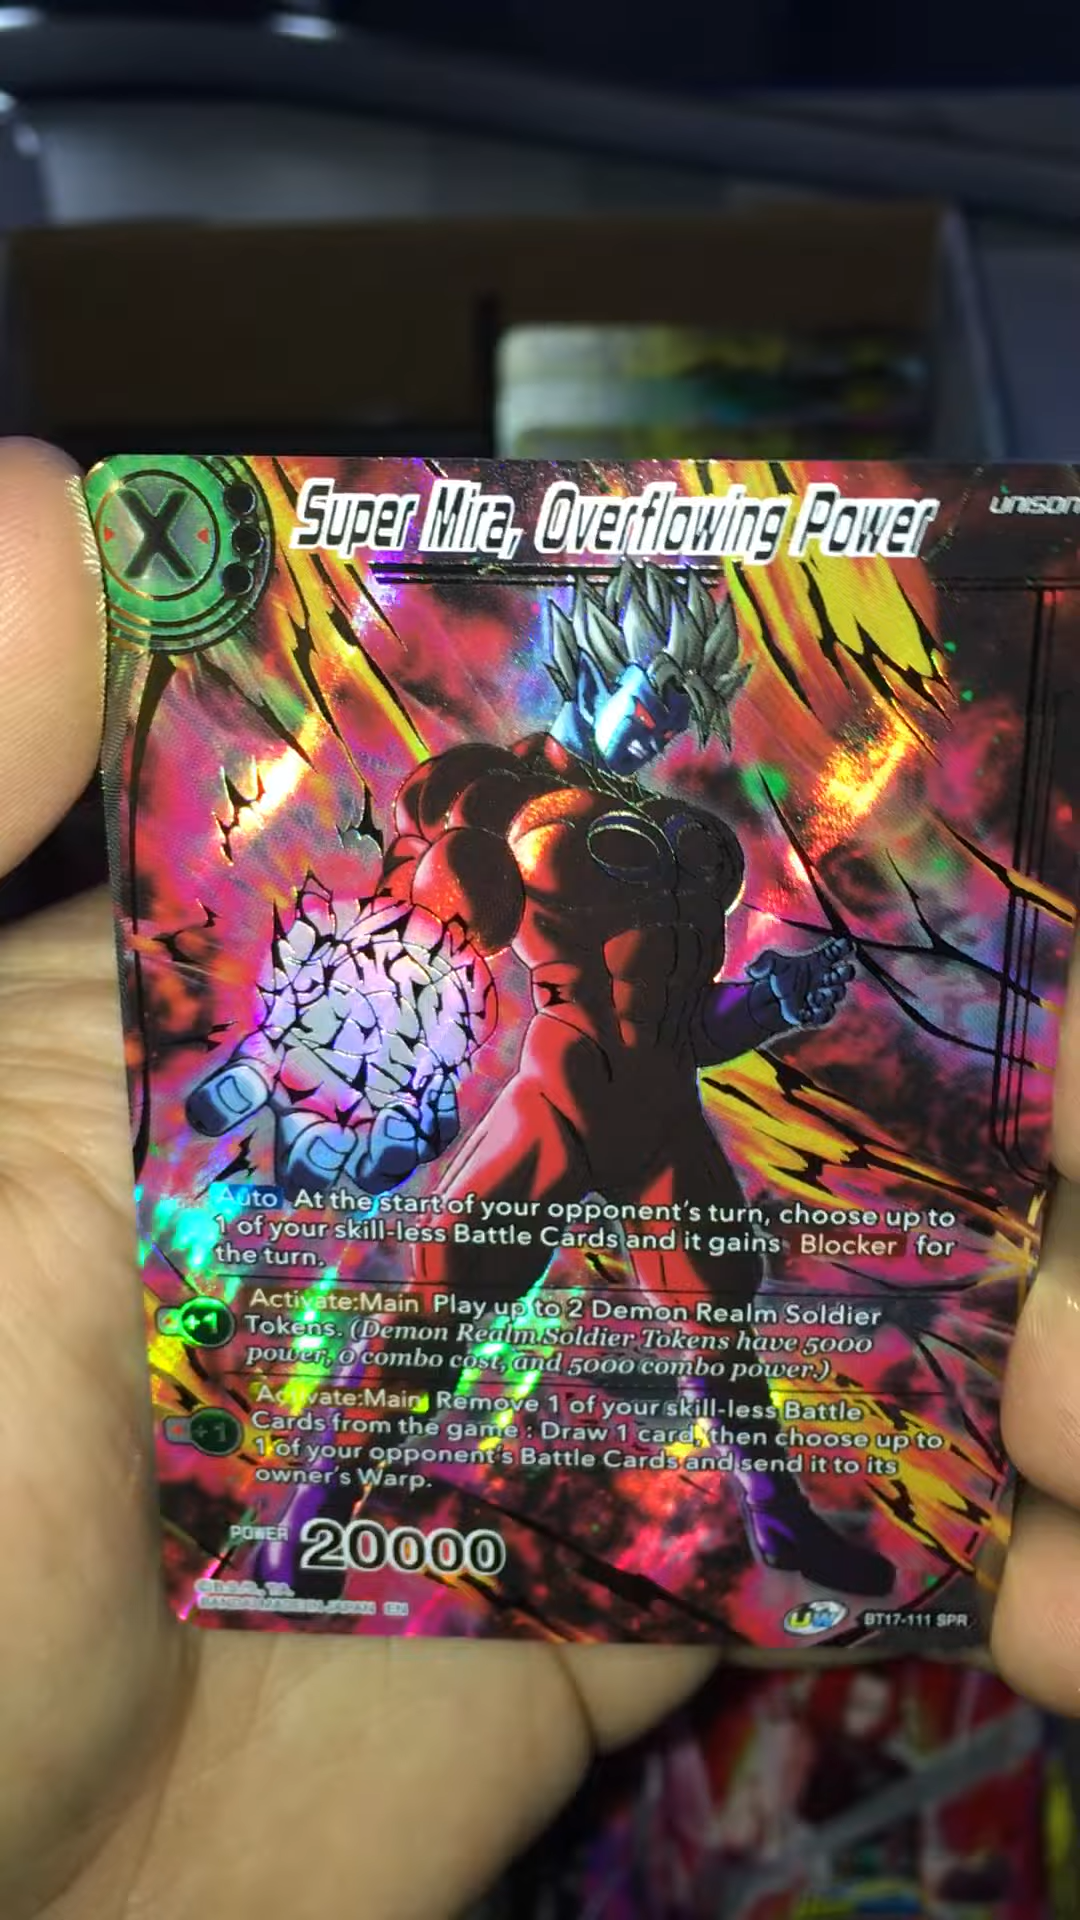 X
Super Mira, Overflowing Power
UNISON
Auto At the start of your opponent's turn, choose up to
1 of your skill-less Battle Cards and it gains Blocker for
the turn.
+1 Activate:Main Play up to 2 Demon Realm Soldier
Tokens. (Demon Realm Soldier Tokens have 5000
power, 0 combo cost, and 5000 combo power.)
+1 Activate:Main Remove 1 of your skill-less Battle
Cards from the game : Draw 1 card, then choose up to
1 of your opponent's Battle Cards and send it to its
owner's Warp.
POWER 20000
BANDAI MADE IN JAPAN EN
UW BT17-111 SPR